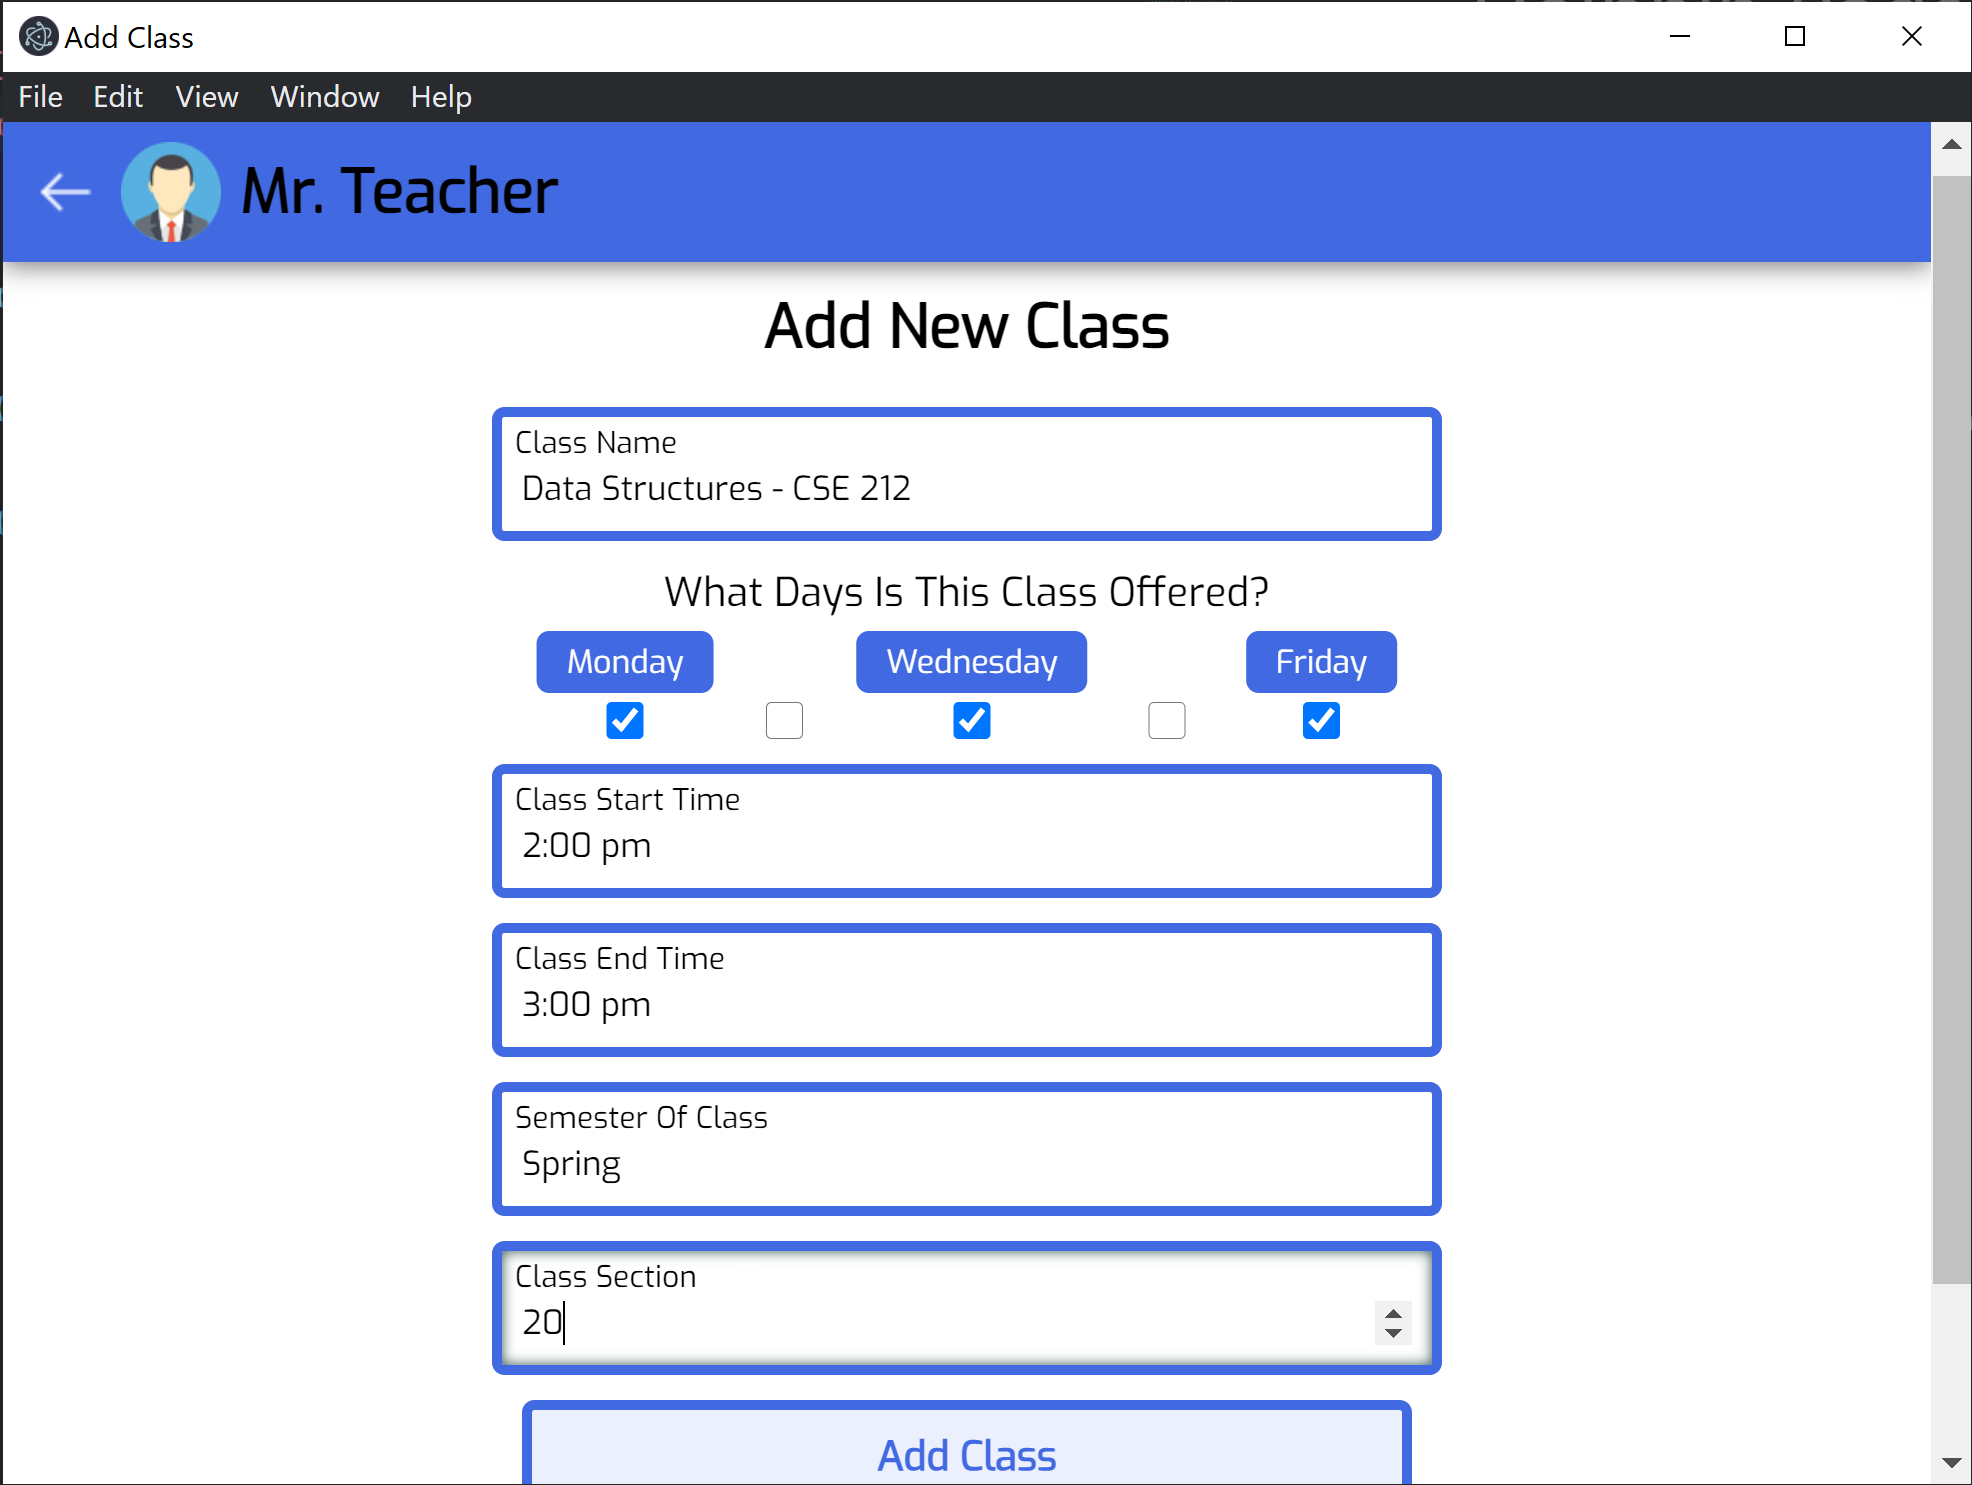 Add Class
File Edit View Window Help
Mr. Teacher
Add New Class
Class Name
Data Structures - CSE 212
What Days Is This Class Offered?
Monday Wednesday Friday
Class Start Time
2:00 pm
Class End Time
3:00 pm
Semester Of Class
Spring
Class Section
20
Add Class